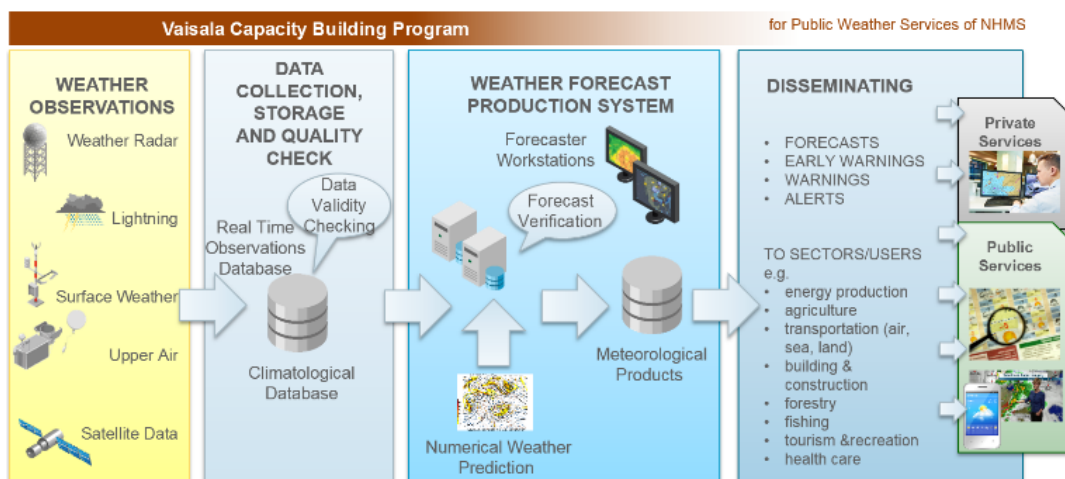 Vaisala Capacity Building Program
for Public Weather Services of NHMS
WEATHER
OBSERVATIONS
Weather Radar
Lightning
Surface Weather
Upper Air
Satellite Data
DATA
COLLECTION,
STORAGE
AND QUALITY
CHECK
Data
Validity
Checking
Real Time
Observations
Database
Climatological
Database
WEATHER FORECAST
PRODUCTION SYSTEM
Forecaster
Workstations
Forecast
Verification
Meteorological
Products
Numerical Weather
Prediction
DISSEMINATING
• FORECASTS
• EARLY WARNINGS
• WARNINGS
• ALERTS
TO SECTORS/USERS
e.g.
• energy production
• agriculture
• transportation (air,
sea, land)
• building &
construction
• forestry
• fishing
• tourism &recreation
• health care
Private
Services
Public
Services